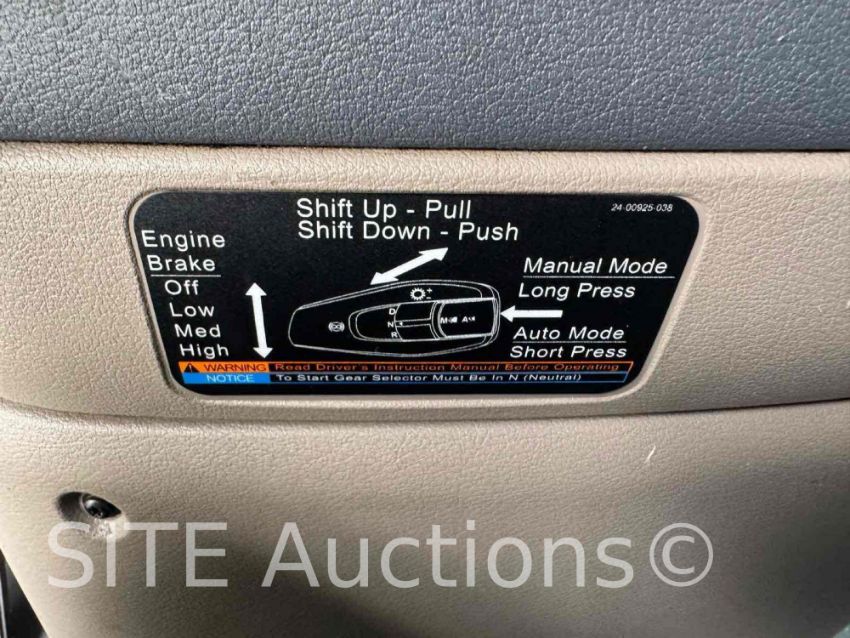 Shift Up - Pull
Shift Down - Push
24-00925-038
Engine
Brake
Off
Low
Med
High
D
N
R
M
A
Manual Mode
Long Press
Auto Mode
Short Press
WARNING Read Driver's Instruction Manual Before Operating
NOTICE To Start Gear Selector Must Be In N (Neutral)
SITE Auctions©